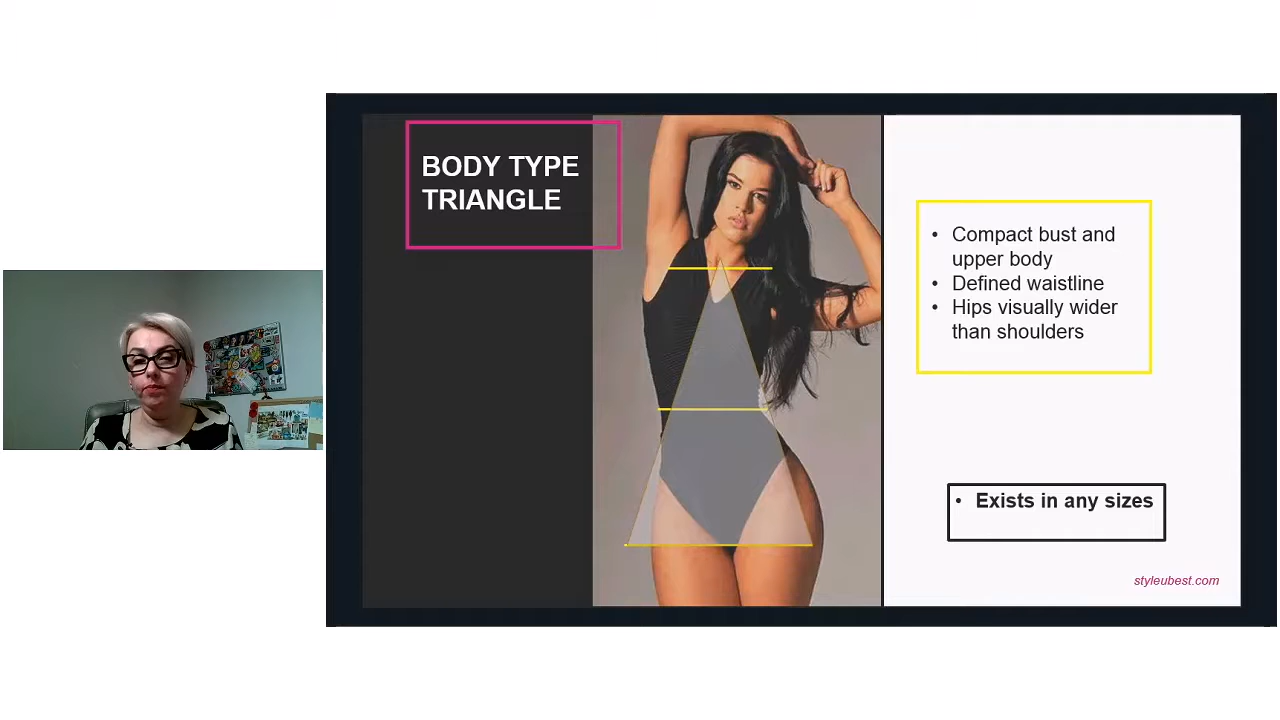 BODY TYPE
TRIANGLE
• Compact bust and
upper body
• Defined waistline
• Hips visually wider
than shoulders
• Exists in any sizes
styleubest.com